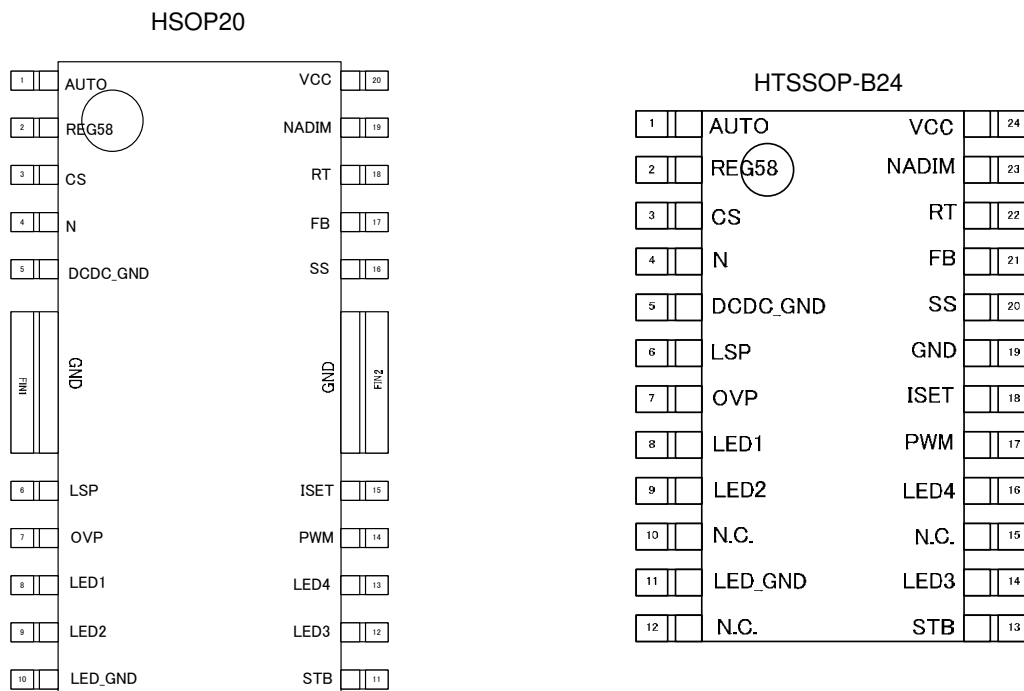 HSOP20
1 AUTO VCC 20
2 REG58 NADIM 19
3 CS RT 18
4 N FB 17
5 DCDC_GND SS 16
FIN1 GND GND FIN2
6 LSP ISET 15
7 OVP PWM 14
8 LED1 LED4 13
9 LED2 LED3 12
10 LED_GND STB 11
HTSSOP-B24
1 AUTO VCC 24
2 REG58 NADIM 23
3 CS RT 22
4 N FB 21
5 DCDC_GND SS 20
6 LSP GND 19
7 OVP ISET 18
8 LED1 PWM 17
9 LED2 LED4 16
10 N.C. N.C. 15
11 LED_GND LED3 14
12 N.C. STB 13